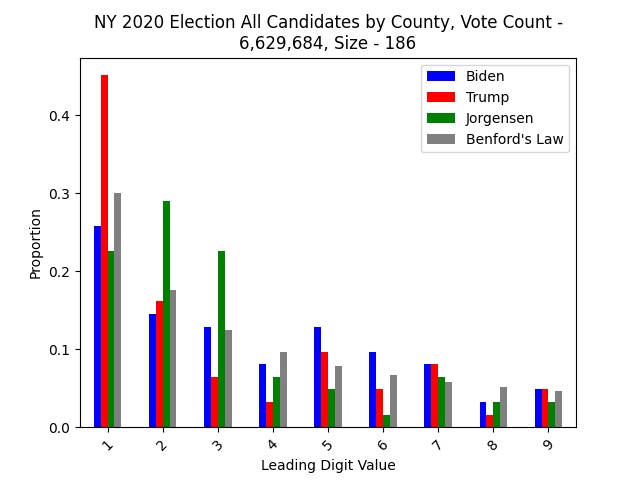 NY 2020 Election All Candidates by County, Vote Count -
6,629,684, Size - 186
Biden
Trump
Jorgensen
Benford's Law
Proportion
0.4
0.3
0.2
0.1
0.0
1 2 3 4 5 6 7 8 9
Leading Digit Value